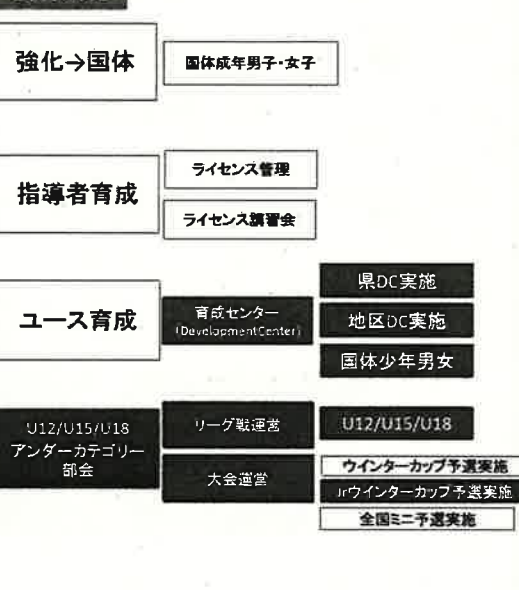 強化→国体
国体成年男子・女子
指導者育成
ライセンス管理
ライセンス講習会
ユース育成
育成センター
(DevelopmentCenter)
県DC実施
地区DC実施
国体少年男女
U12/U15/U18
アンダーカテゴリー
部会
リーグ戦運営
U12/U15/U18
大会運営
ウインターカップ予選実施
Jrウインターカップ予選実施
全国ミニ予選実施